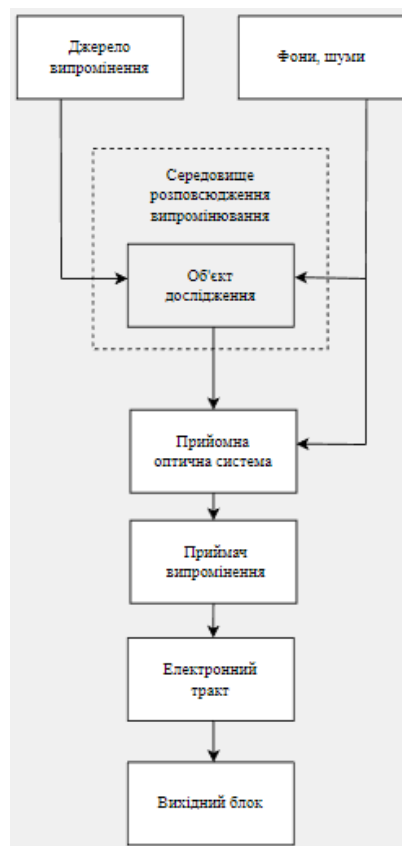 Джерело
випромінення
Фони, шуми
Середовище
розповсюдження
випромінювання
Об'єкт
дослідження
Прийомна
оптична система
Приймач
випромінення
Електронний
тракт
Вихідний блок